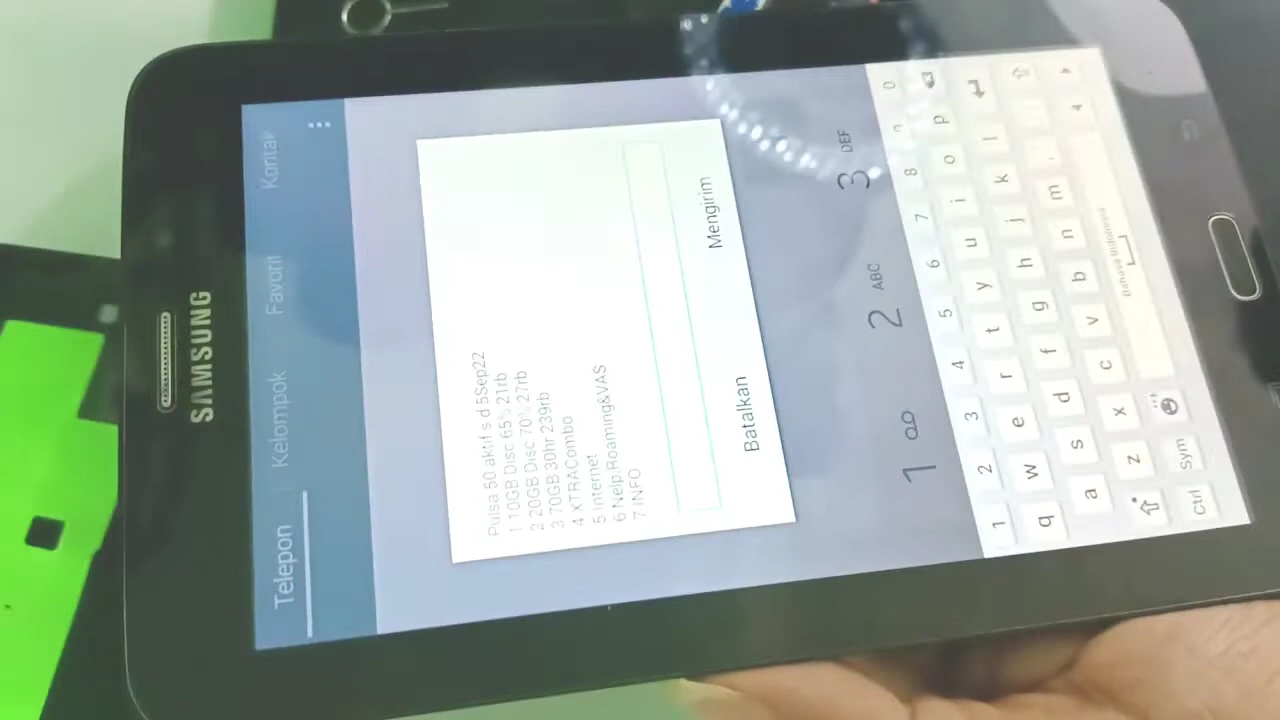 SAMSUNG
Telepon Kelompok Favorit Kontak
Pulsa 50 aktif s d 5Sep22
1 10GB Disc 65% 21rb
2 20GB Disc 70% 27rb
3 70GB 30hr 239rb
4 XTRACombo
5 Internet
6 Nelp,Roaming&VAS
7 INFO
Batalkan Mengirim
1 2 ABC 3 DEF
1 2 3 4 5 6 7 8 9 0
q w e r t y u i o p
a s d f g h j k l
z x c v b n m
Ctrl sym Bahasa Indonesia